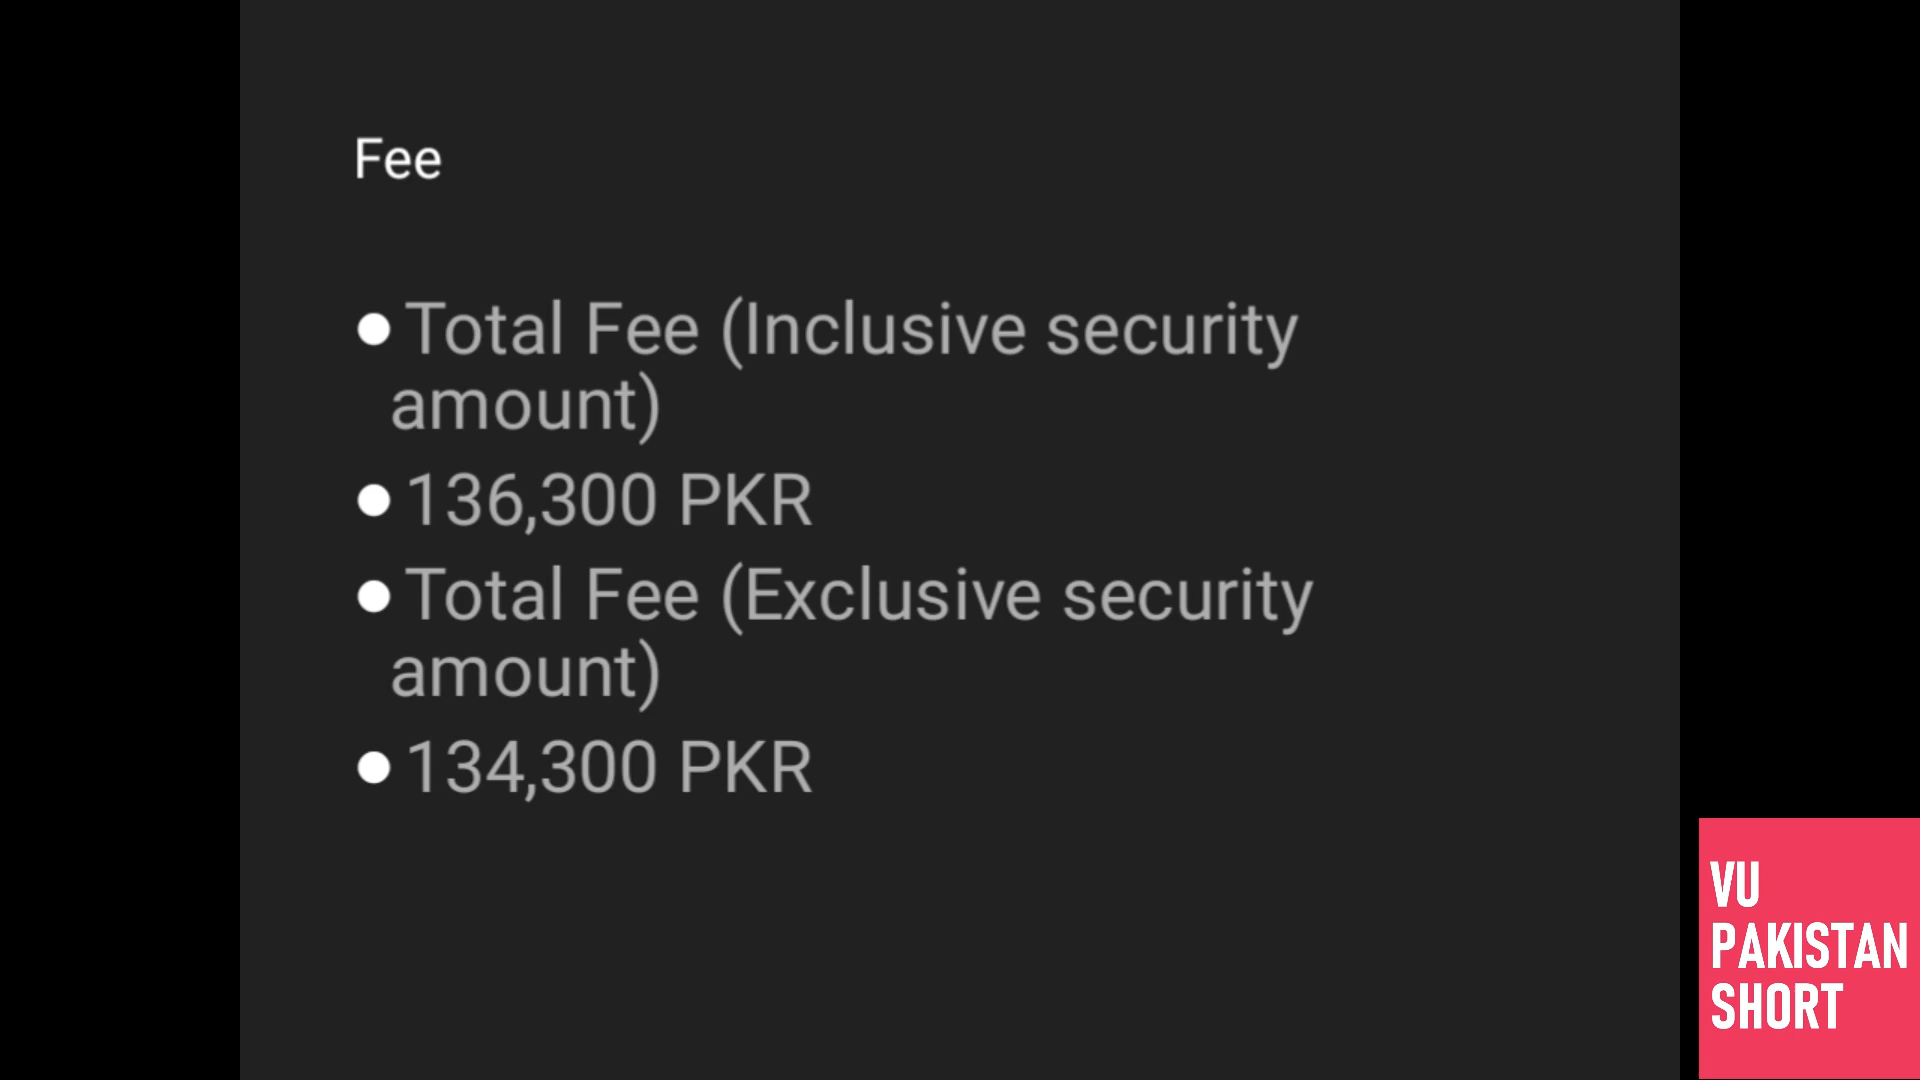 Fee
● Total Fee (Inclusive security
amount)
● 136,300 PKR
● Total Fee (Exclusive security
amount)
● 134,300 PKR
VU
PAKISTAN
SHORT